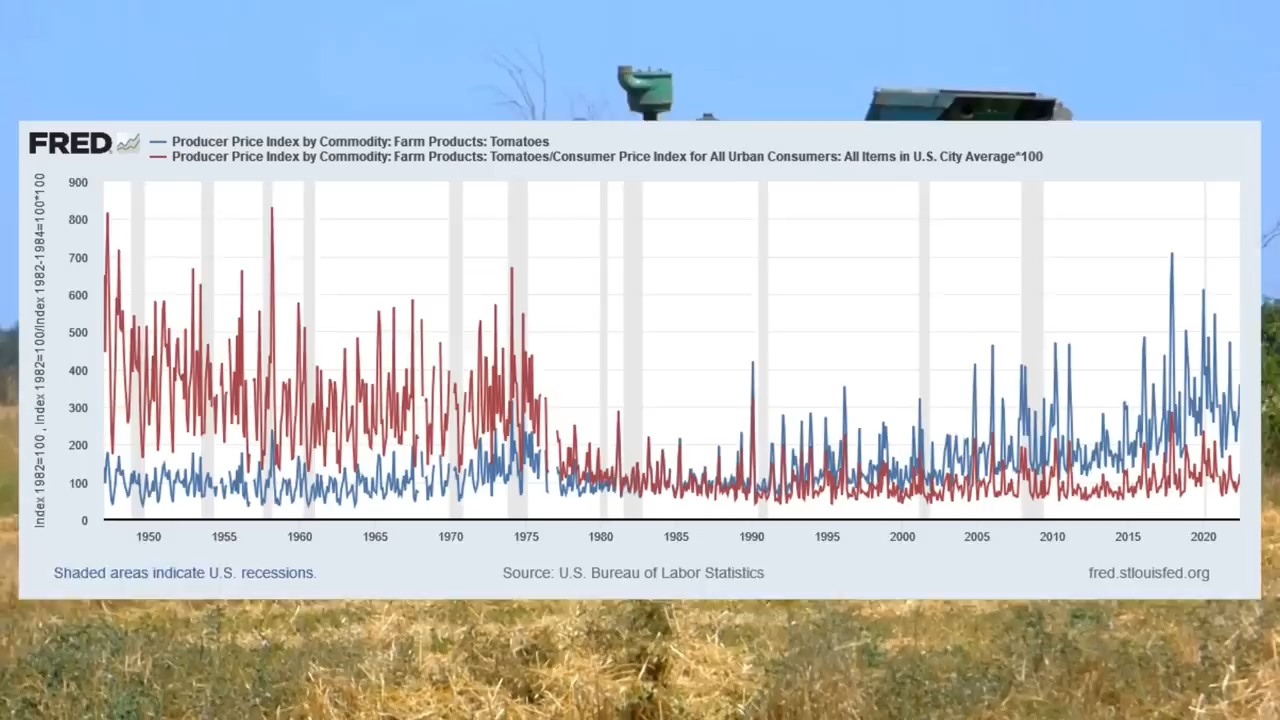 FRED
Producer Price Index by Commodity: Farm Products: Tomatoes
Producer Price Index by Commodity: Farm Products: Tomatoes/Consumer Price Index for All Urban Consumers: All Items in U.S. City Average*100
Index 1982=100 , Index 1982=100/Index 1982-1984=100*100
900
800
700
600
500
400
300
200
100
0
1950 1955 1960 1965 1970 1975 1980 1985 1990 1995 2000 2005 2010 2015 2020
Shaded areas indicate U.S. recessions. Source: U.S. Bureau of Labor Statistics fred.stlouisfed.org